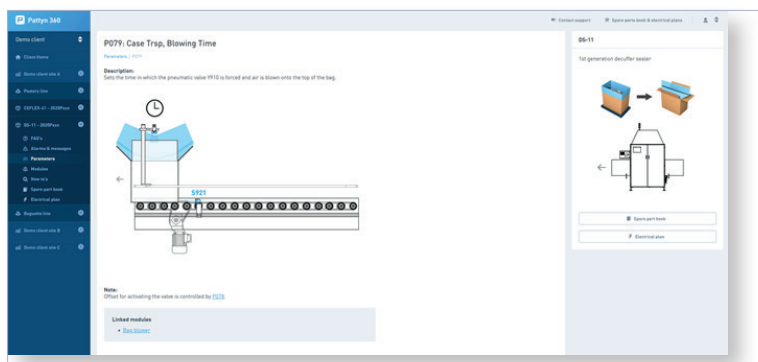 Pattyn 360
Contact support
Spare parts book & electrical plans
Demo client
Client Home
Demo client site A
Pastery line
CEFLEX-41 - 2020Pxxx
DS-11 - 2020Pxxx
FAQ's
Alarms & messages
Parameters
Modules
How to's
Spare part book
Electrical plan
Baguette line
Demo client site B
Demo client site C
P079: Case Trsp, Blowing Time
Parameters / P079
Description:
Sets the time in which the pneumatic valve Y910 is forced and air is blown onto the top of the bag.
S921
Note:
Offset for activating the valve is controlled by P078.
Linked modules
Bag blower
DS-11
1st generation decuffer sealer
Spare part book
Electrical plan